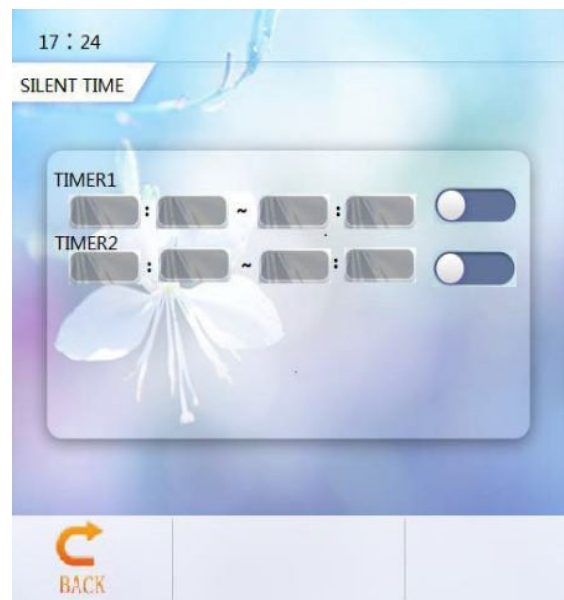 17 : 24
SILENT TIME
TIMER1
: ~ :
TIMER2
: ~ :
BACK